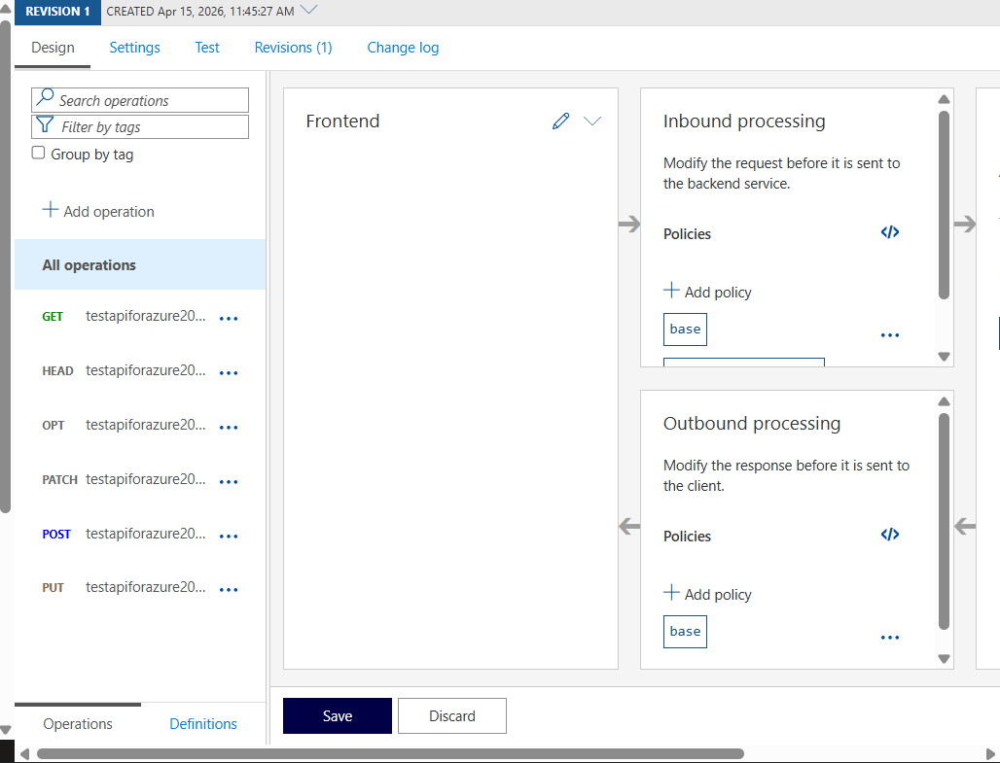 REVISION 1 CREATED Apr 15, 2026, 11:45:27 AM
Design Settings Test Revisions (1) Change log
Search operations
Filter by tags
Group by tag
Add operation
All operations
GET testapiforazure20...
HEAD testapiforazure20...
OPT testapiforazure20...
PATCH testapiforazure20...
POST testapiforazure20...
PUT testapiforazure20...
Operations Definitions
Frontend
Inbound processing
Modify the request before it is sent to
the backend service.
Policies </>
Add policy
base
Outbound processing
Modify the response before it is sent to
the client.
Policies </>
Add policy
base
Save Discard